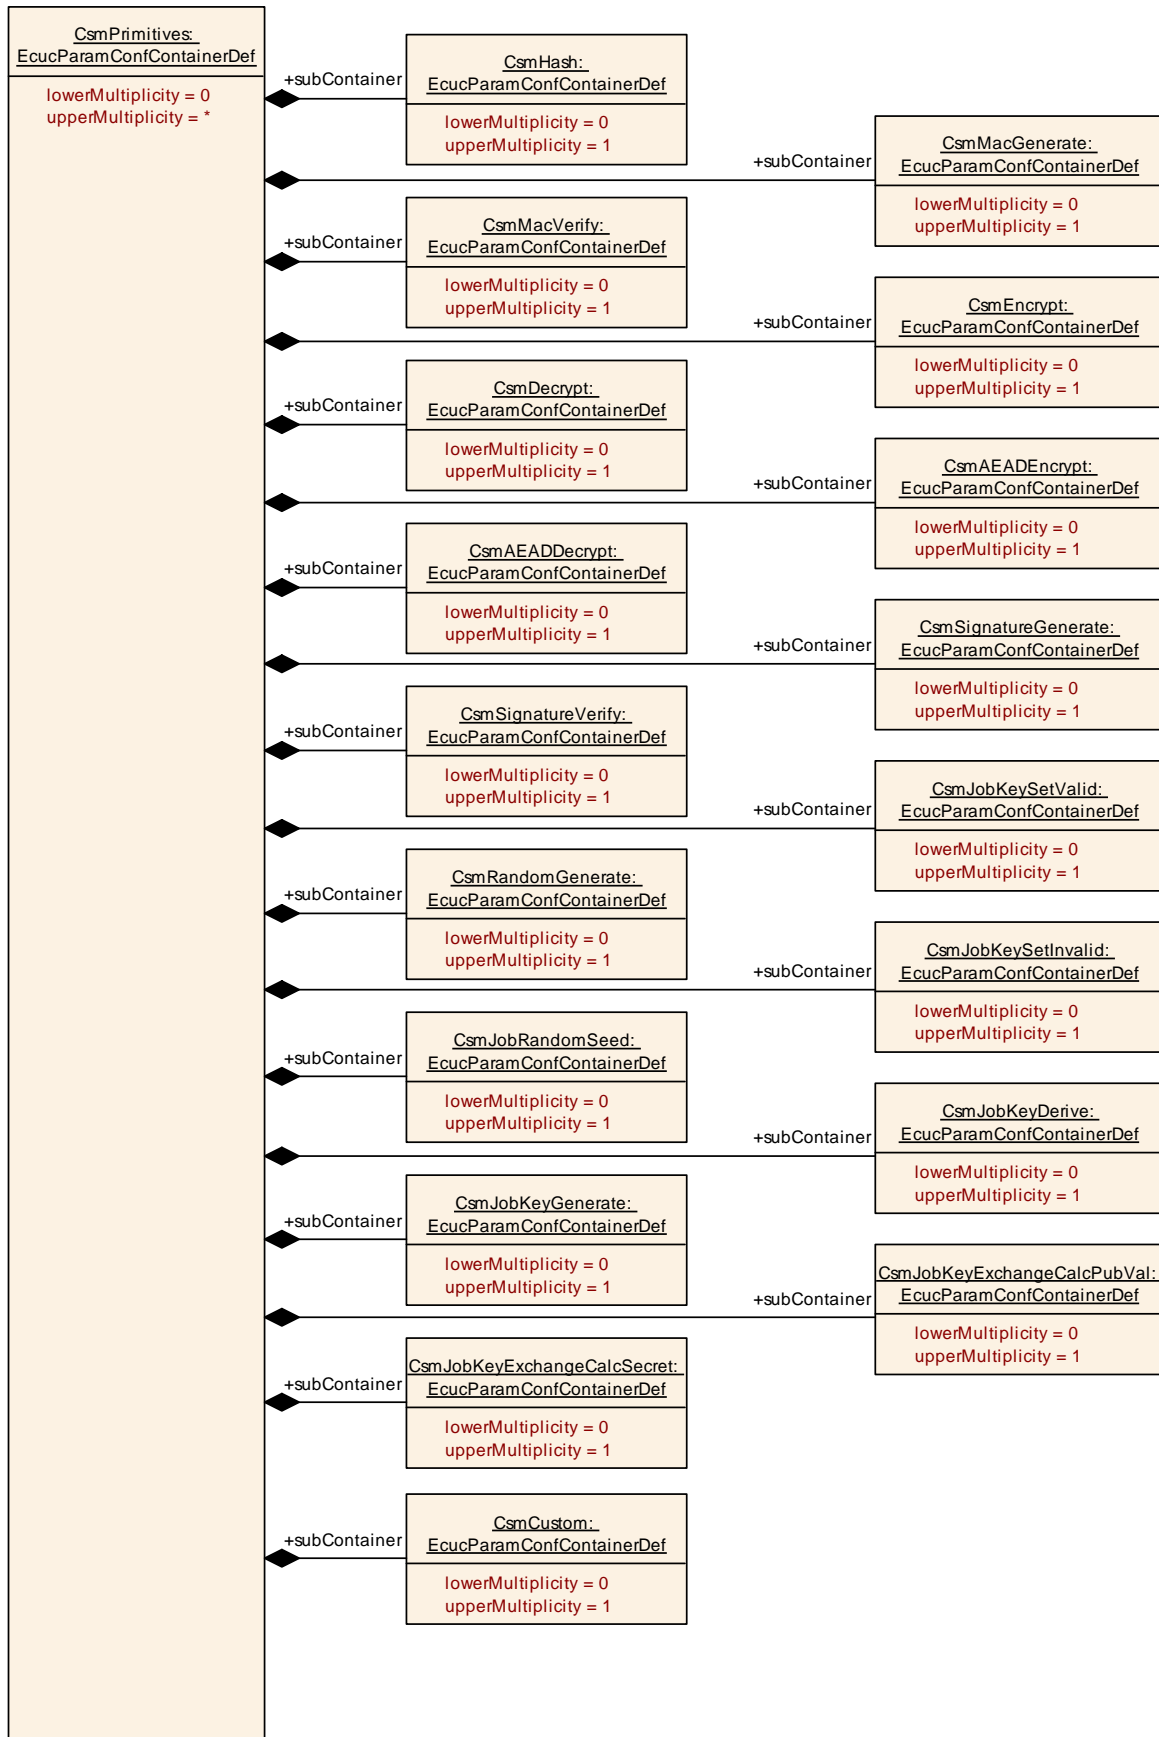 CsmPrimitives:
EcucParamConfContainerDef
lowerMultiplicity = 0
upperMultiplicity = *
+subContainer
CsmHash:
EcucParamConfContainerDef
lowerMultiplicity = 0
upperMultiplicity = 1
+subContainer
CsmMacGenerate:
EcucParamConfContainerDef
lowerMultiplicity = 0
upperMultiplicity = 1
+subContainer
CsmMacVerify:
EcucParamConfContainerDef
lowerMultiplicity = 0
upperMultiplicity = 1
+subContainer
CsmEncrypt:
EcucParamConfContainerDef
lowerMultiplicity = 0
upperMultiplicity = 1
+subContainer
CsmDecrypt:
EcucParamConfContainerDef
lowerMultiplicity = 0
upperMultiplicity = 1
+subContainer
CsmAEADEncrypt:
EcucParamConfContainerDef
lowerMultiplicity = 0
upperMultiplicity = 1
+subContainer
CsmAEADDecrypt:
EcucParamConfContainerDef
lowerMultiplicity = 0
upperMultiplicity = 1
+subContainer
CsmSignatureGenerate:
EcucParamConfContainerDef
lowerMultiplicity = 0
upperMultiplicity = 1
+subContainer
CsmSignatureVerify:
EcucParamConfContainerDef
lowerMultiplicity = 0
upperMultiplicity = 1
+subContainer
CsmJobKeySetValid:
EcucParamConfContainerDef
lowerMultiplicity = 0
upperMultiplicity = 1
+subContainer
CsmRandomGenerate:
EcucParamConfContainerDef
lowerMultiplicity = 0
upperMultiplicity = 1
+subContainer
CsmJobKeySetInvalid:
EcucParamConfContainerDef
lowerMultiplicity = 0
upperMultiplicity = 1
+subContainer
CsmJobRandomSeed:
EcucParamConfContainerDef
lowerMultiplicity = 0
upperMultiplicity = 1
+subContainer
CsmJobKeyDerive:
EcucParamConfContainerDef
lowerMultiplicity = 0
upperMultiplicity = 1
+subContainer
CsmJobKeyGenerate:
EcucParamConfContainerDef
lowerMultiplicity = 0
upperMultiplicity = 1
+subContainer
CsmJobKeyExchangeCalcPubVal:
EcucParamConfContainerDef
lowerMultiplicity = 0
upperMultiplicity = 1
+subContainer
CsmJobKeyExchangeCalcSecret:
EcucParamConfContainerDef
lowerMultiplicity = 0
upperMultiplicity = 1
+subContainer
CsmCustom:
EcucParamConfContainerDef
lowerMultiplicity = 0
upperMultiplicity = 1